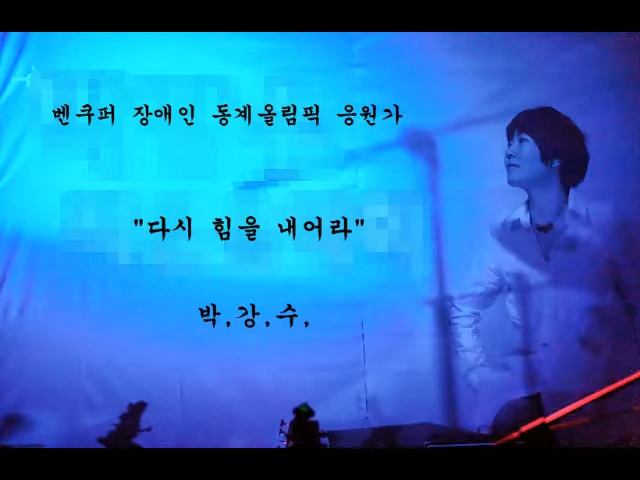 벤쿠퍼 장애인 동계올림픽 응원가
"다시 힘을 내어라"
박,강,수,